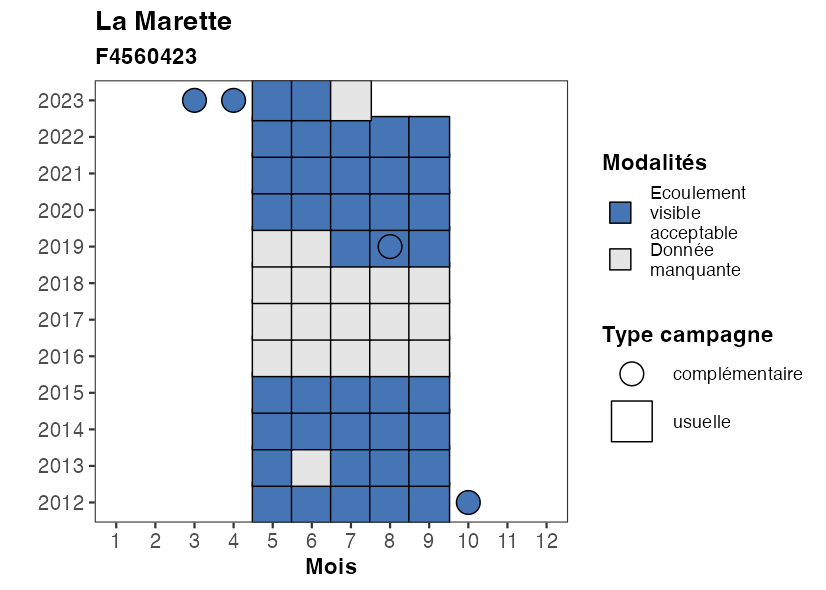 La Marette
F4560423
2023
2022
2021
2020
2019
2018
2017
2016
2015
2014
2013
2012
1 2 3 4 5 6 7 8 9 10 11 12
Mois
Modalités
Ecoulement
visible
acceptable
Donnée
manquante
Type campagne
complémentaire
usuelle